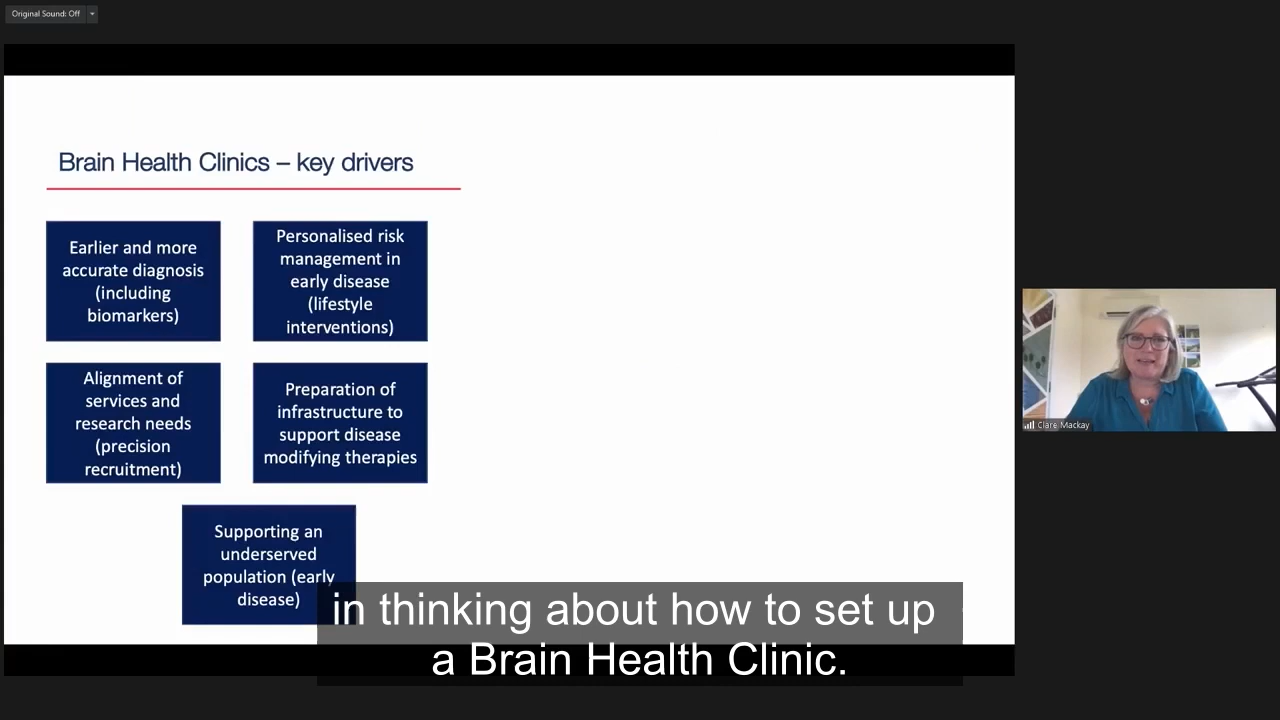 Original Sound: Off
Brain Health Clinics – key drivers
Earlier and more
accurate diagnosis
(including
biomarkers)
Personalised risk
management in
early disease
(lifestyle
interventions)
Alignment of
services and
research needs
(precision
recruitment)
Preparation of
infrastructure to
support disease
modifying therapies
Supporting an
underserved
population (early
disease)
Clare Mackay
in thinking about how to set up
a Brain Health Clinic.